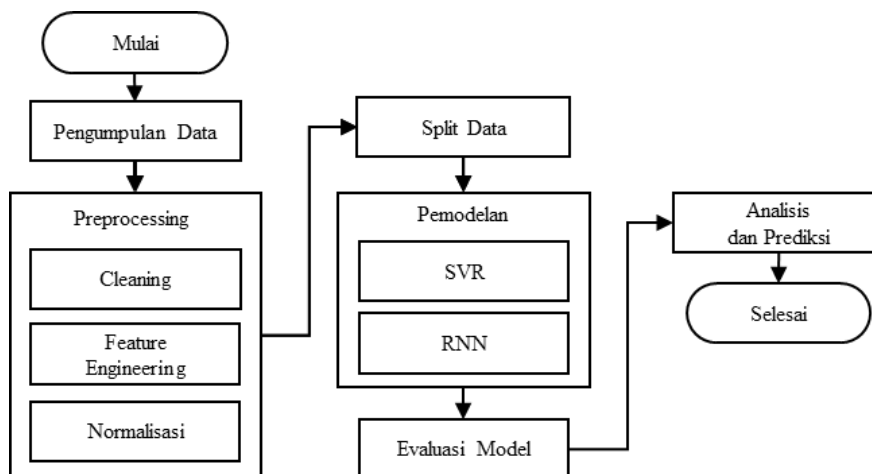 Mulai
Pengumpulan Data
Preprocessing
Cleaning
Feature
Engineering
Normalisasi
Split Data
Pemodelan
SVR
RNN
Evaluasi Model
Analisis
dan Prediksi
Selesai